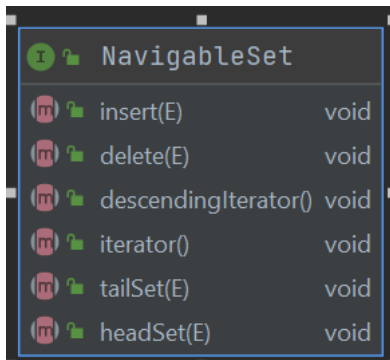 I NavigableSet
m insert(E) void
m delete(E) void
m descendingIterator() void
m iterator() void
m tailSet(E) void
m headSet(E) void